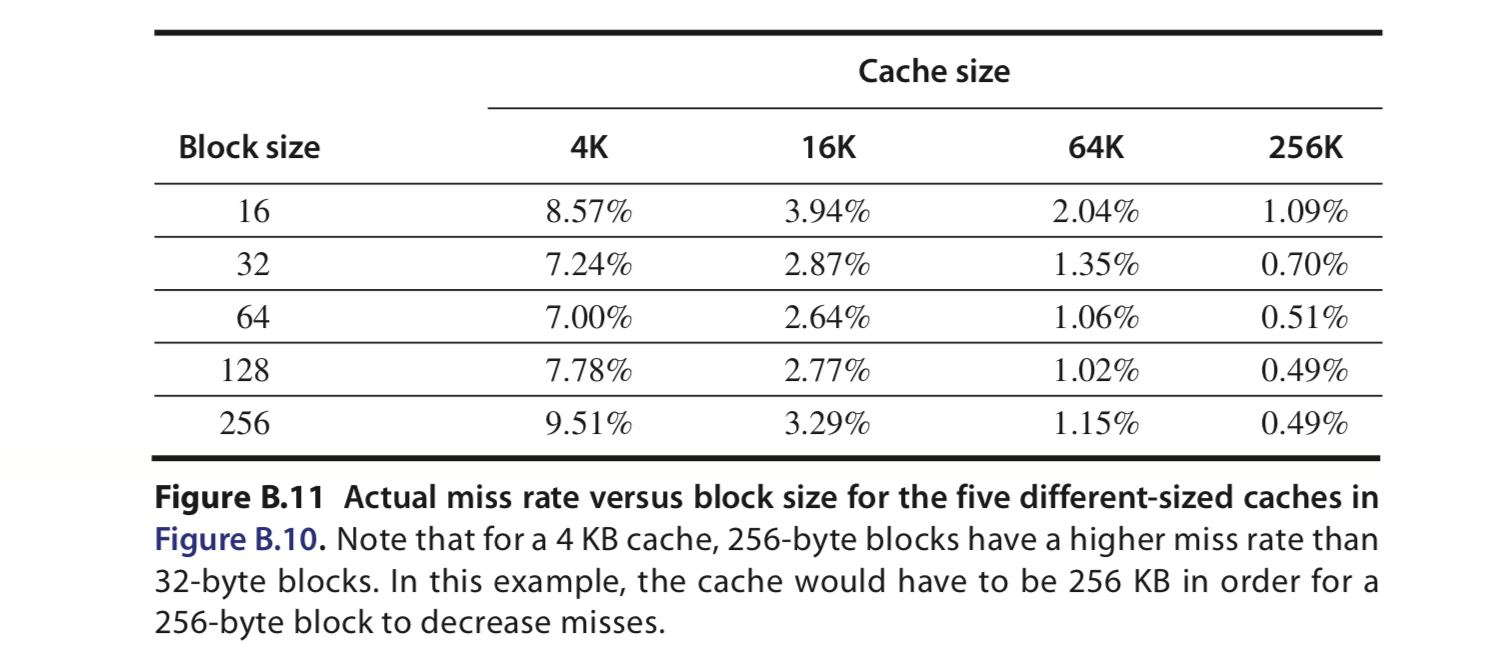 Cache size
Block size 4K 16K 64K 256K
16 8.57% 3.94% 2.04% 1.09%
32 7.24% 2.87% 1.35% 0.70%
64 7.00% 2.64% 1.06% 0.51%
128 7.78% 2.77% 1.02% 0.49%
256 9.51% 3.29% 1.15% 0.49%
Figure B.11 Actual miss rate versus block size for the five different-sized caches in
Figure B.10. Note that for a 4 KB cache, 256-byte blocks have a higher miss rate than
32-byte blocks. In this example, the cache would have to be 256 KB in order for a
256-byte block to decrease misses.